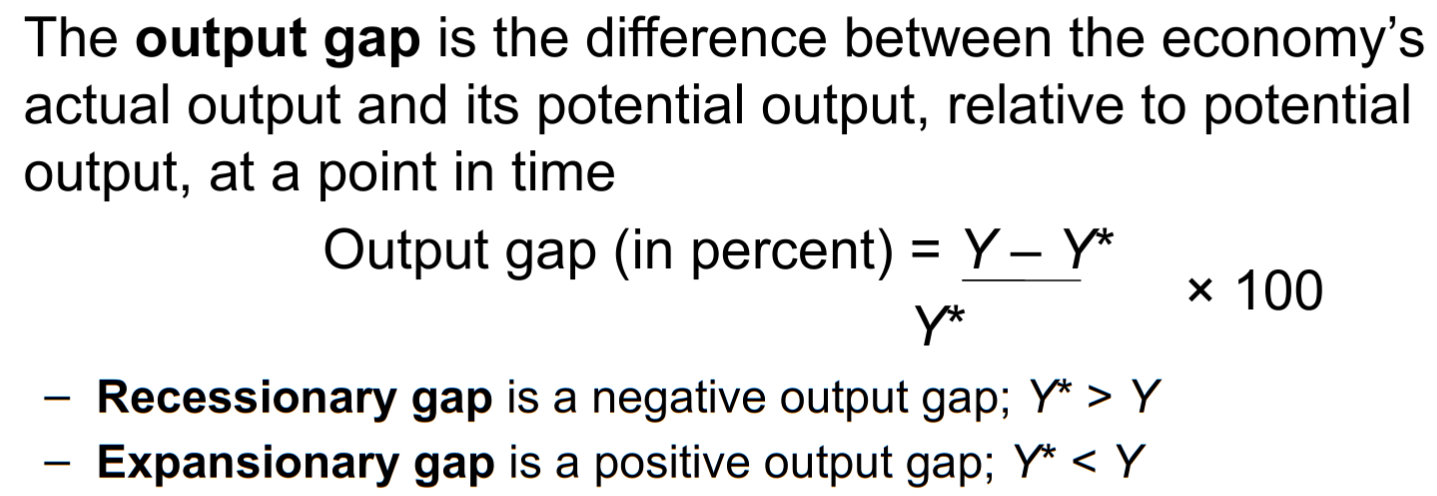 The output gap is the difference between the economy’s
actual output and its potential output, relative to potential
output, at a point in time
Output gap (in percent) = Y – Y*
× 100
Y*
– Recessionary gap is a negative output gap; Y* > Y
– Expansionary gap is a positive output gap; Y* < Y